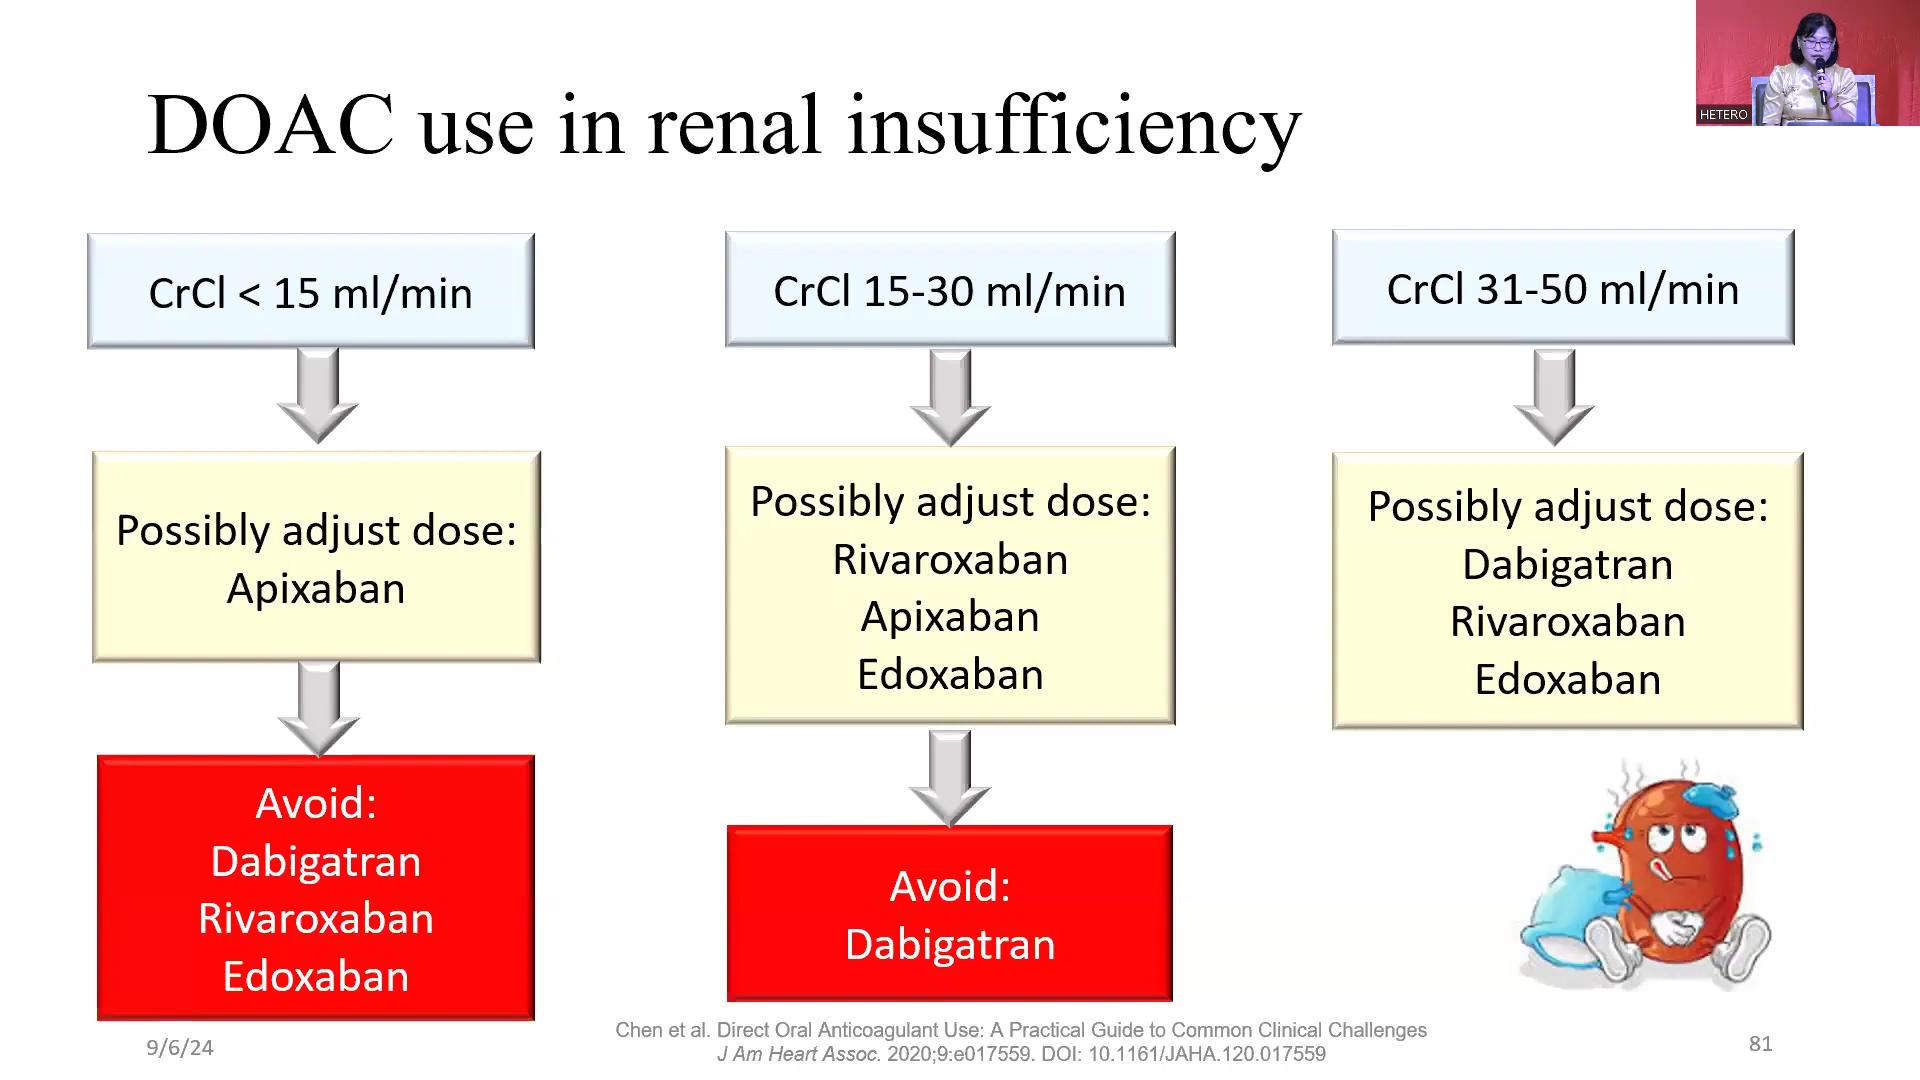 HETERO
DOAC use in renal insufficiency
CrCl < 15 ml/min
Possibly adjust dose:
Apixaban
Avoid:
Dabigatran
Rivaroxaban
Edoxaban
CrCl 15-30 ml/min
Possibly adjust dose:
Rivaroxaban
Apixaban
Edoxaban
Avoid:
Dabigatran
CrCl 31-50 ml/min
Possibly adjust dose:
Dabigatran
Rivaroxaban
Edoxaban
9/6/24
Chen et al. Direct Oral Anticoagulant Use: A Practical Guide to Common Clinical Challenges
J Am Heart Assoc. 2020;9:e017559. DOI: 10.1161/JAHA.120.017559
81